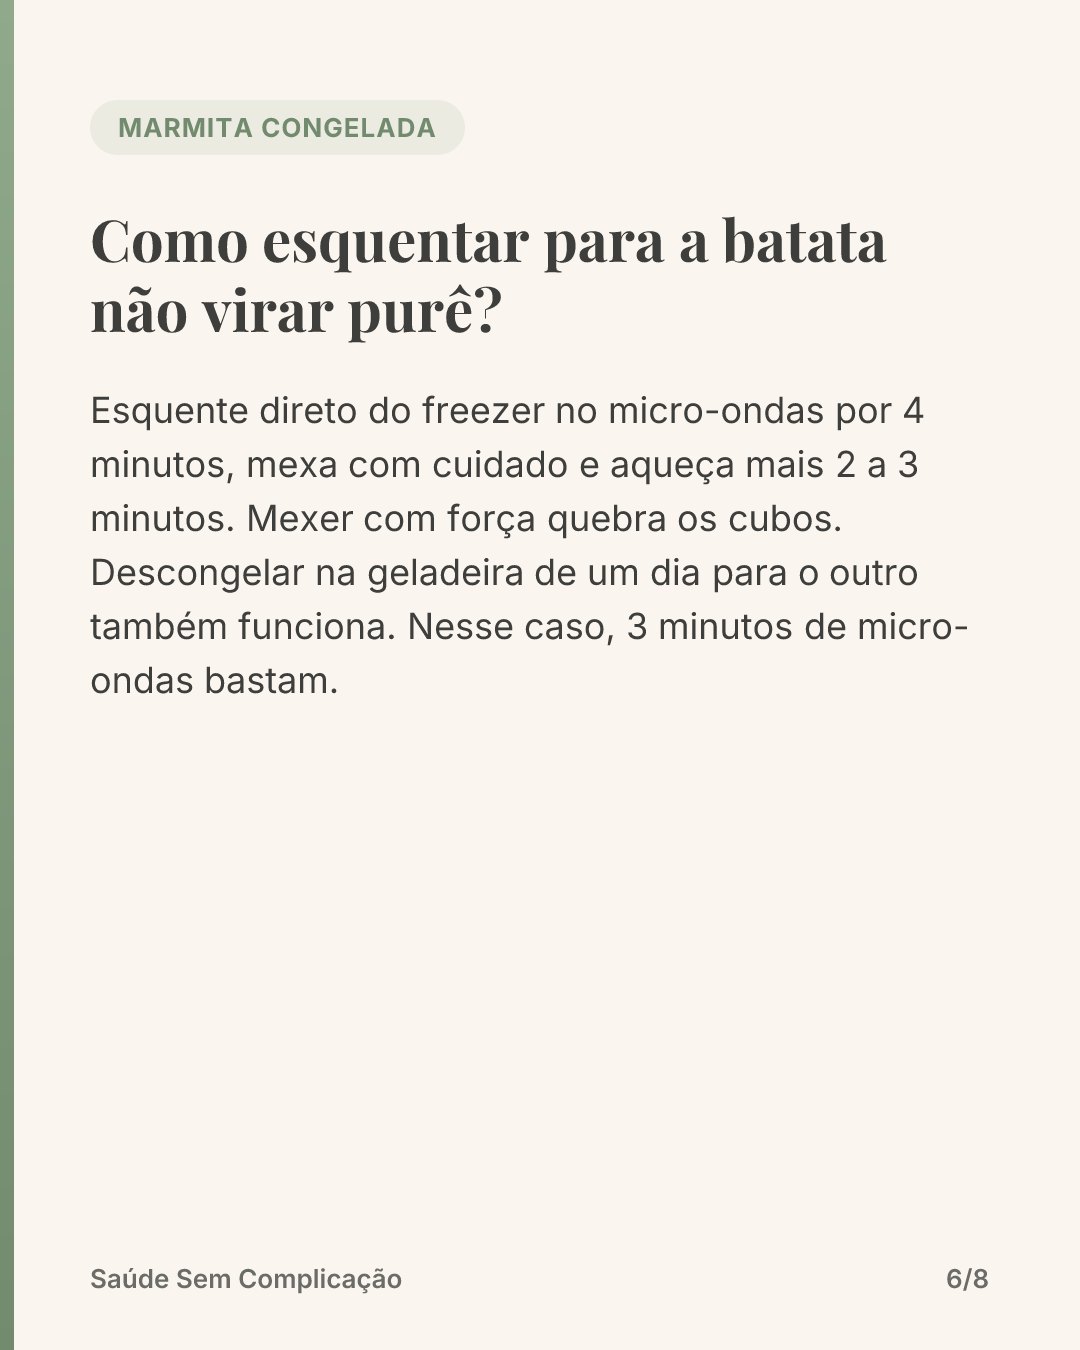 MARMITA CONGELADA
Como esquentar para a batata
não virar purê?
Esquente direto do freezer no micro-ondas por 4
minutos, mexa com cuidado e aqueça mais 2 a 3
minutos. Mexer com força quebra os cubos.
Descongelar na geladeira de um dia para o outro
também funciona. Nesse caso, 3 minutos de micro-
ondas bastam.
Saúde Sem Complicação
6/8